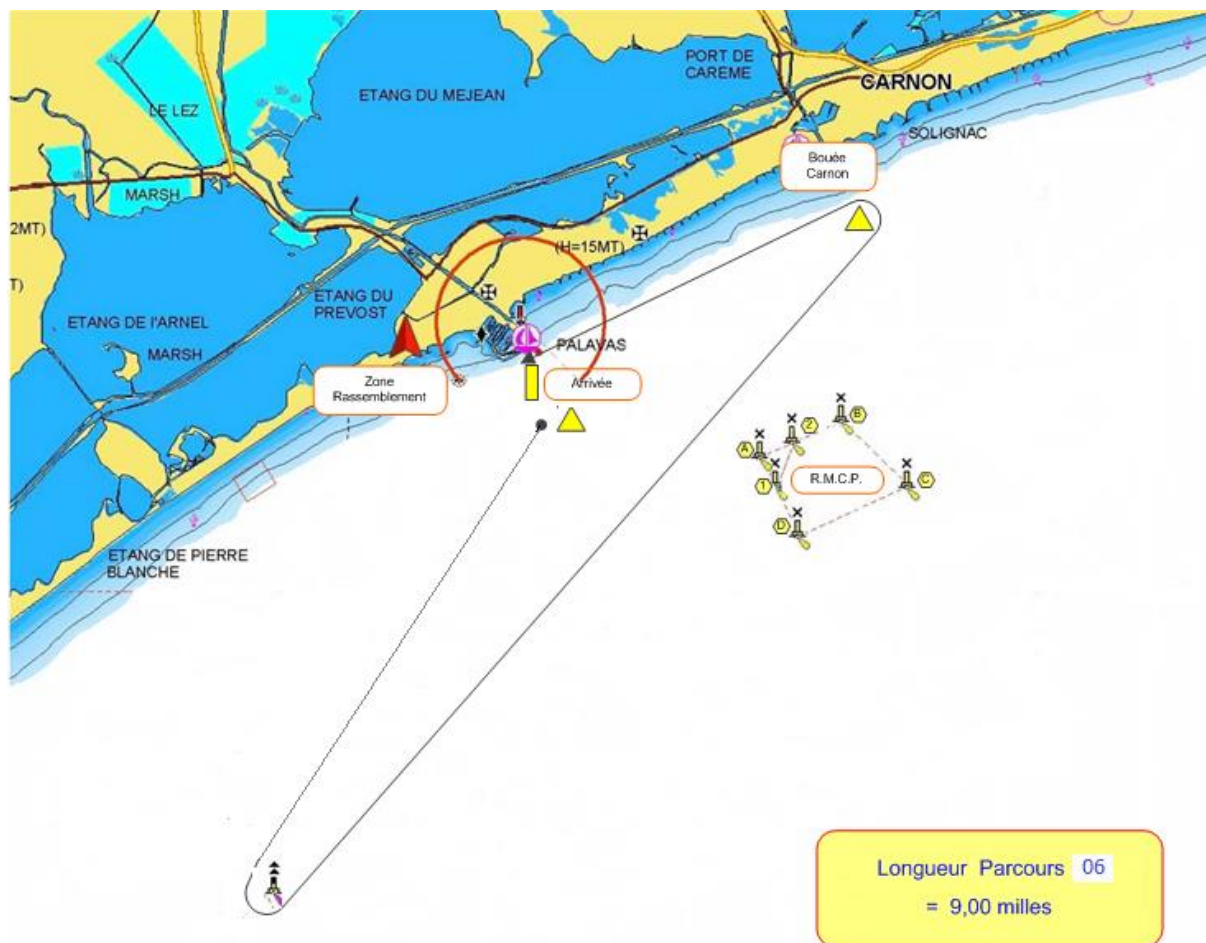 PORT DE
CAREME
CARNON
ETANG DU MEJEAN
LE LEZ
SOLIGNAC
Bouée
Carnon
MARSH
2MT)
(H=15MT)
T)
ETANG DU
PREVOST
ETANG DE l'ARNEL
MARSH
PALAVAS
Zone
Rassemblement
Arrivée
B
2
A
1
R.M.C.P.
C
D
ETANG DE PIERRE
BLANCHE
Longueur Parcours 06
= 9,00 milles